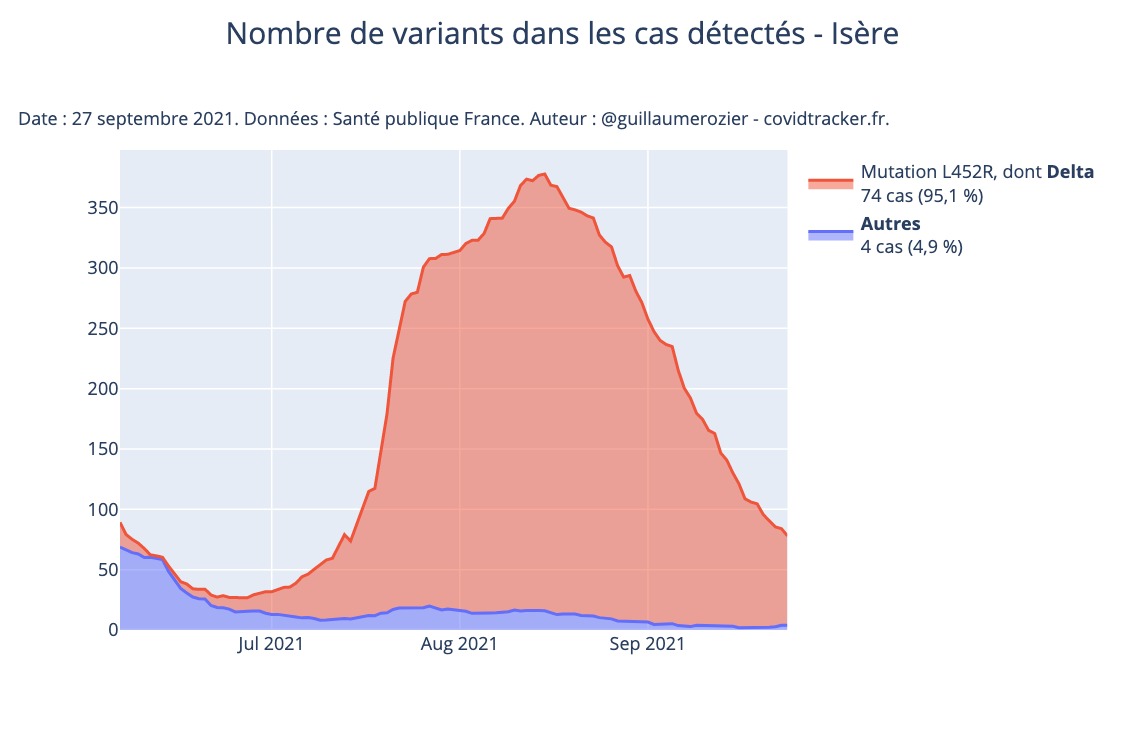 Nombre de variants dans les cas détectés - Isère
Date : 27 septembre 2021. Données : Santé publique France. Auteur : @guillaumerozier - covidtracker.fr.
Mutation L452R, dont Delta
74 cas (95,1 %)
Autres
4 cas (4,9 %)
350
300
250
200
150
100
50
0
Jul 2021
Aug 2021
Sep 2021